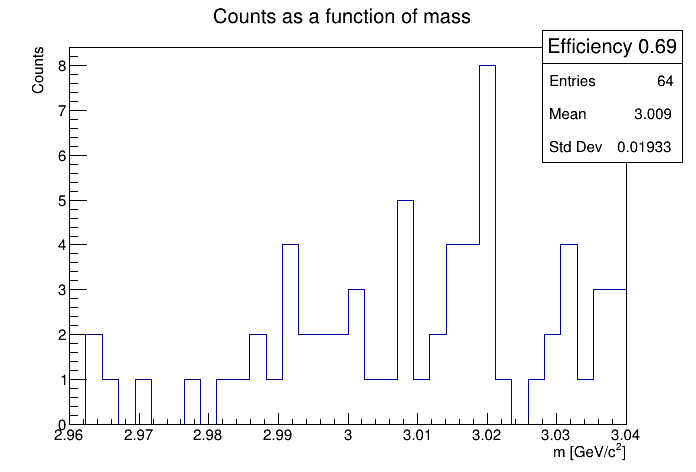 Counts as a function of mass
Counts
Efficiency 0.69
Entries 64
Mean 3.009
Std Dev 0.01933
8
7
6
5
4
3
2
1
0
2.96 2.97 2.98 2.99 3 3.01 3.02 3.03 3.04
m [GeV/c²]